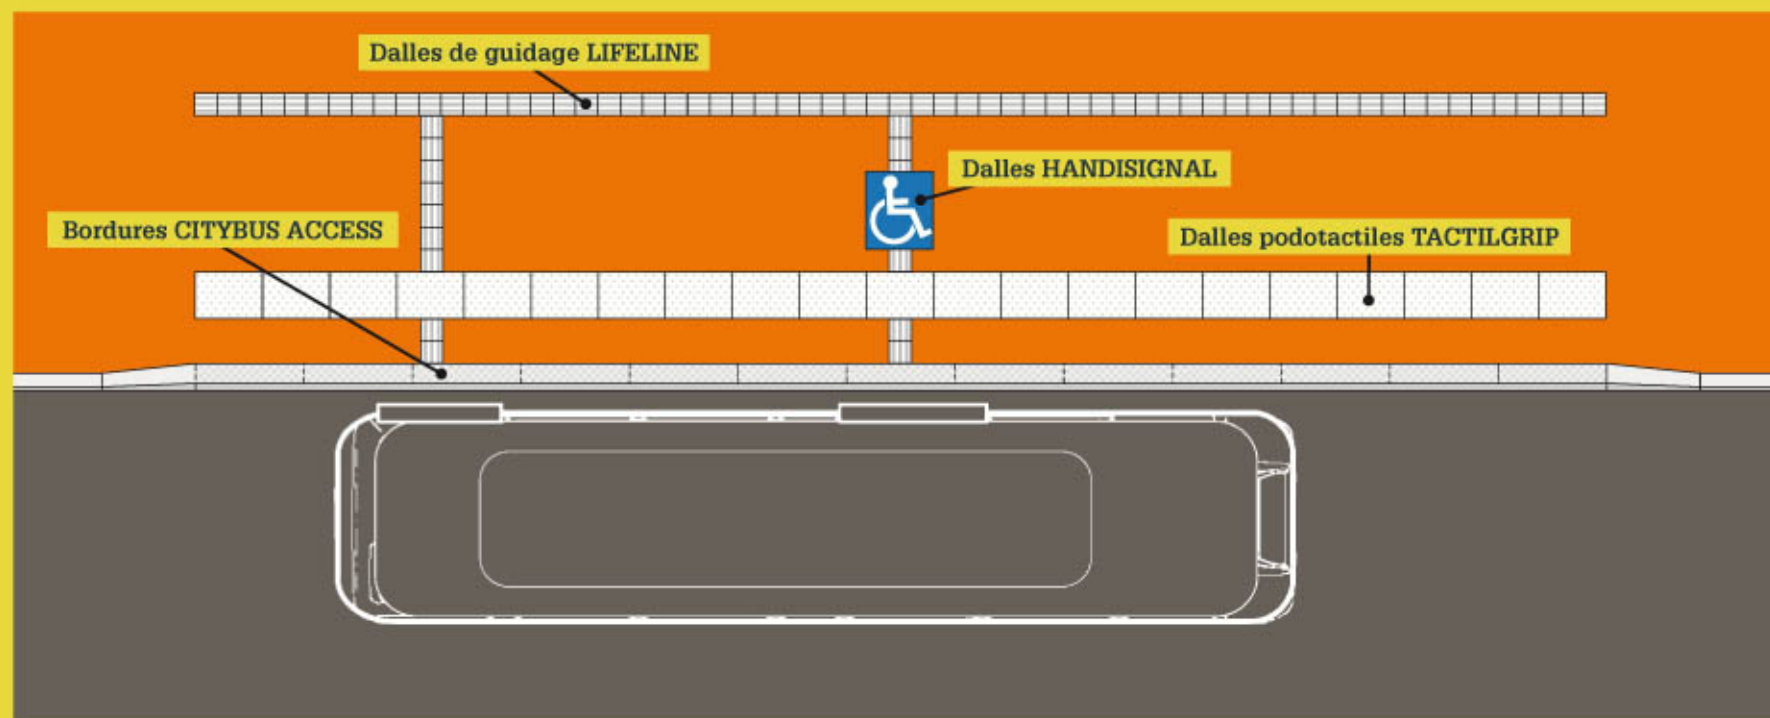 Dalles de guidage LIFELINE
Dalles HANDISIGNAL
Bordures CITYBUS ACCESS
Dalles podotactiles TACTILGRIP